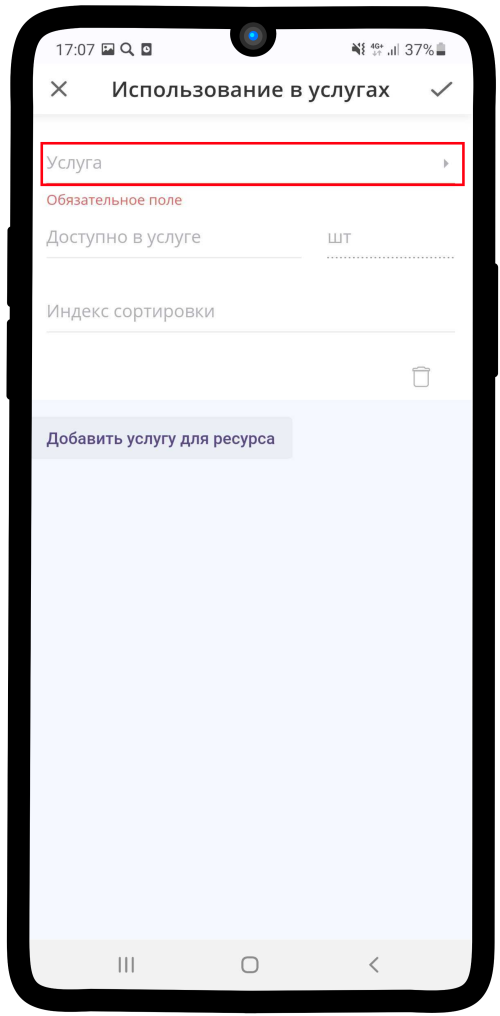 17:07 4G+ 37%
Использование в услугах
Услуга
Обязательное поле
Доступно в услуге шт
Индекс сортировки
Добавить услугу для ресурса